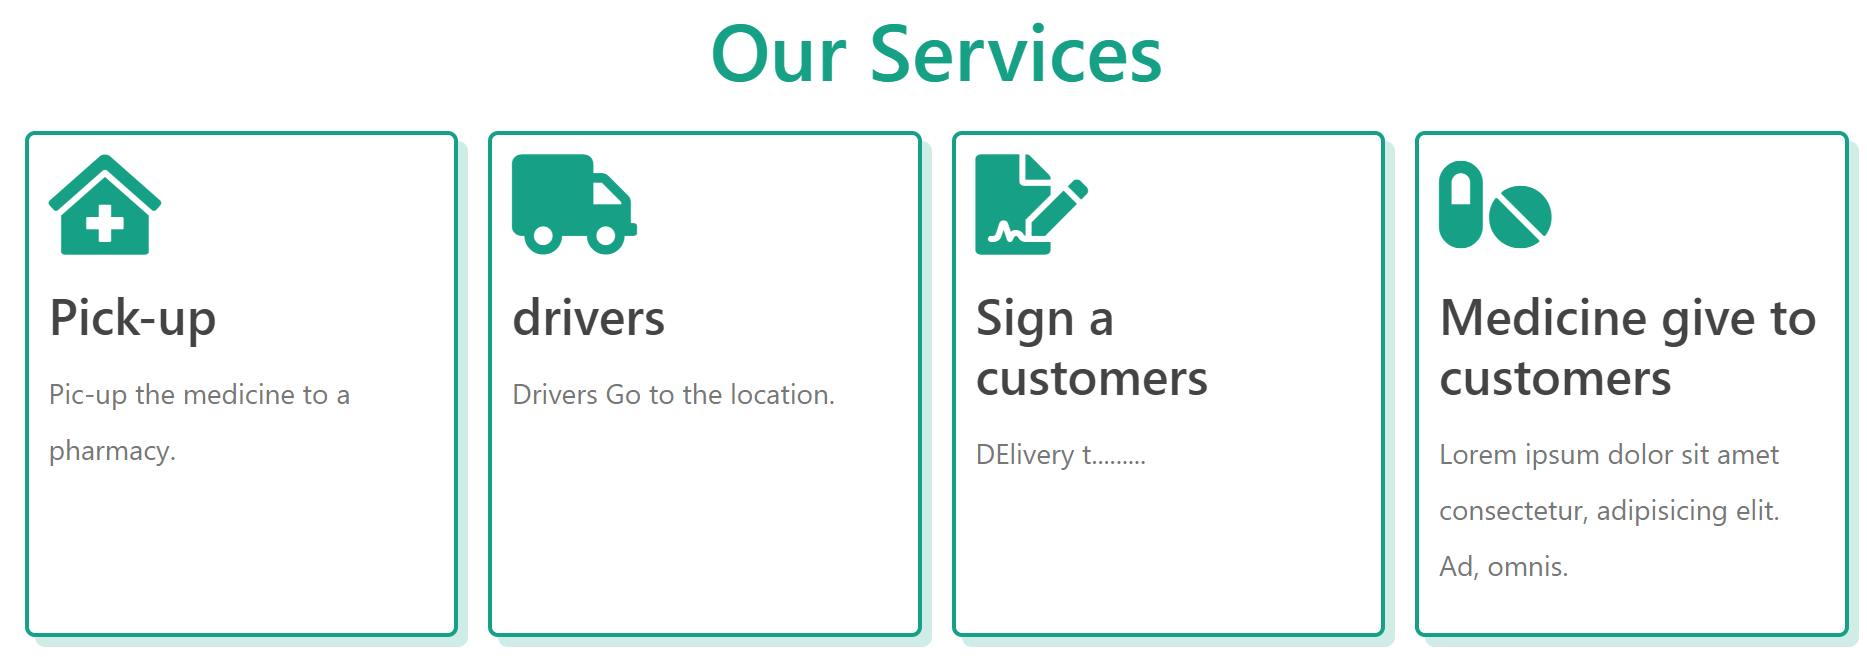 Our Services
Pick-up
Pic-up the medicine to a
pharmacy.
drivers
Drivers Go to the location.
Sign a
customers
DElivery t.........
Medicine give to
customers
Lorem ipsum dolor sit amet
consectetur, adipisicing elit.
Ad, omnis.